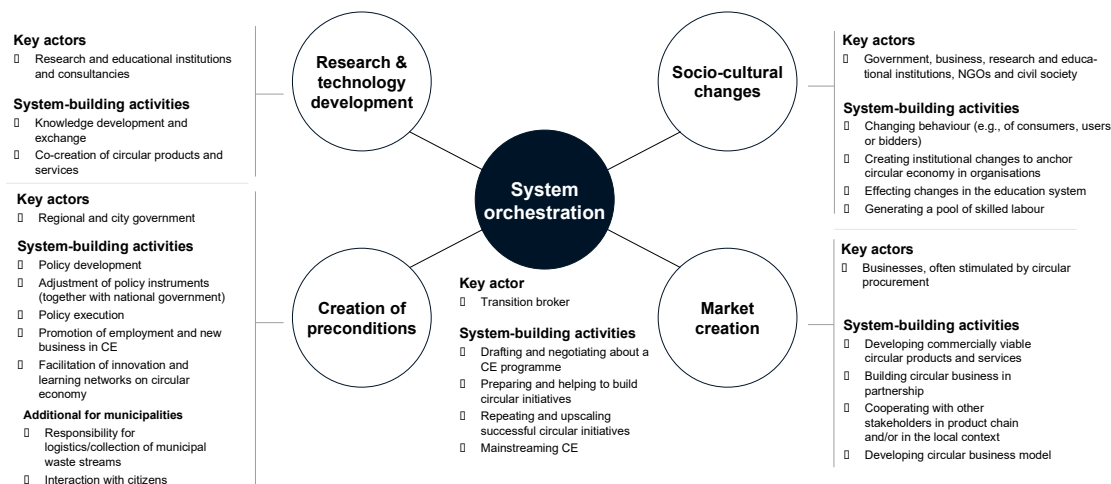 Key actors
Research and educational institutions
and consultancies
System-building activities
Knowledge development and
exchange
Co-creation of circular products and
services
Key actors
Regional and city government
System-building activities
Policy development
Adjustment of policy instruments
(together with national government)
Policy execution
Promotion of employment and new
business in CE
Facilitation of innovation and
learning networks on circular
economy
Additional for municipalities
Responsibility for
logistics/collection of municipal
waste streams
Interaction with citizens
Research &
technology
development
Creation of
preconditions
System
orchestration
Key actor
Transition broker
System-building activities
Drafting and negotiating about a
CE programme
Preparing and helping to build
circular initiatives
Repeating and upscaling
successful circular initiatives
Mainstreaming CE
Socio-cultural
changes
Market
creation
Key actors
Government, business, research and educa-
tional institutions, NGOs and civil society
System-building activities
Changing behaviour (e.g., of consumers, users
or bidders)
Creating institutional changes to anchor
circular economy in organisations
Effecting changes in the education system
Generating a pool of skilled labour
Key actors
Businesses, often stimulated by circular
procurement
System-building activities
Developing commercially viable
circular products and services
Building circular business in
partnership
Cooperating with other
stakeholders in product chain
and/or in the local context
Developing circular business model